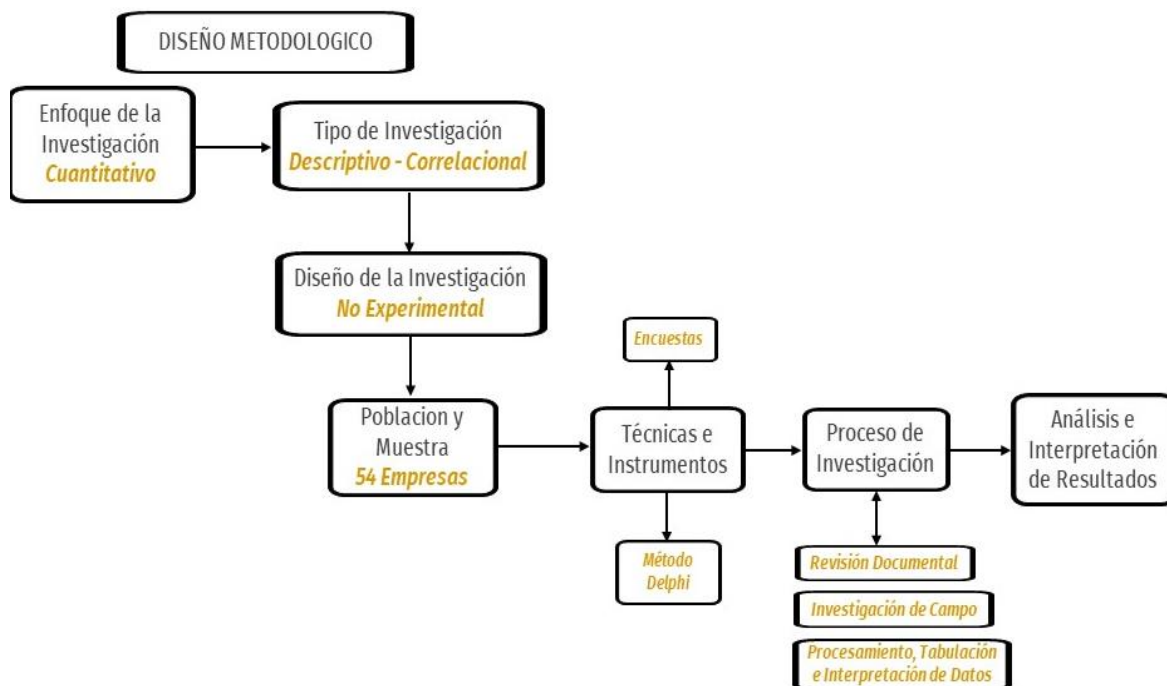 DISEÑO METODOLOGICO
Enfoque de la
Investigación
Cuantitativo
Tipo de Investigación
Descriptivo - Correlacional
Diseño de la Investigación
No Experimental
Poblacion y
Muestra
54 Empresas
Encuestas
Técnicas e
Instrumentos
Método
Delphi
Proceso de
Investigación
Revisión Documental
Investigación de Campo
Procesamiento, Tabulación
e Interpretación de Datos
Análisis e
Interpretación
de Resultados